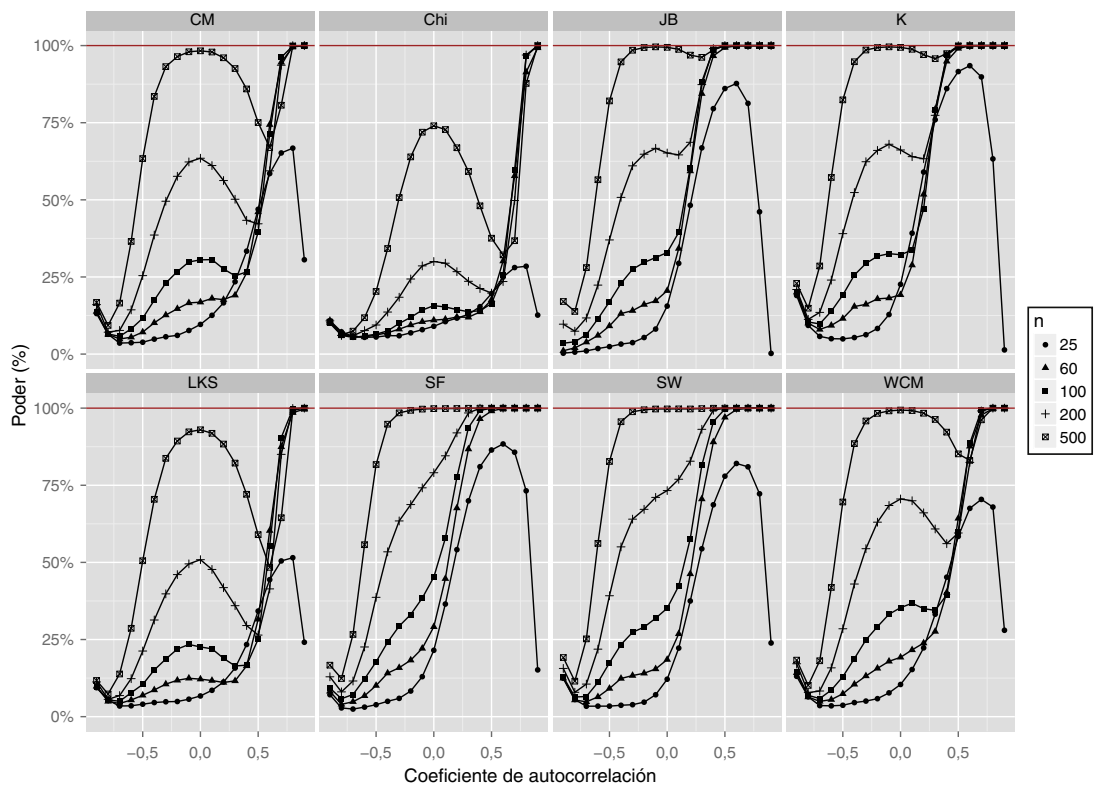 CM
Chi
JB
K
100%
75%
50%
25%
0%
LKS
SF
SW
WCM
100%
75%
50%
25%
0%
Poder (%)
−0,5 0,0 0,5
−0,5 0,0 0,5
−0,5 0,0 0,5
−0,5 0,0 0,5
Coeficiente de autocorrelación
n
25
60
100
200
500